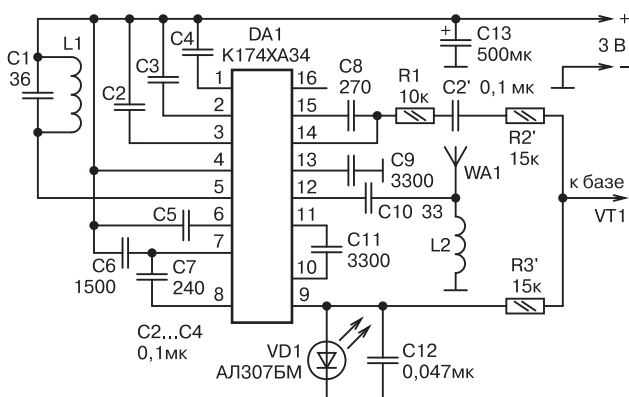 DA1
К174ХА34
C1
36
L1
C4
C3
C2
+
C13
500мк
+
3 В
–
1
2
3
4
5
6
7
8
16
15
14
13
12
11
10
9
C8
270
R1
10к
C2' 0,1 мк
R2'
15к
C9
3300
WA1
C10 33
к базе
VT1
C5
C6
1500
C7
240
C11
3300
L2
R3'
15к
C2...C4
0,1мк
VD1
АЛ307БМ
C12
0,047мк